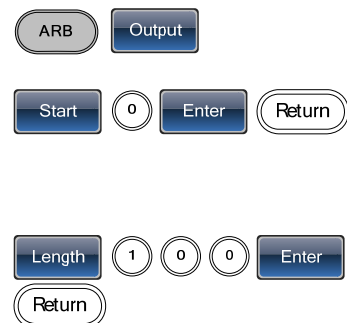 ARB Output
Start 0 Enter Return
Length 1 0 0 Enter
Return